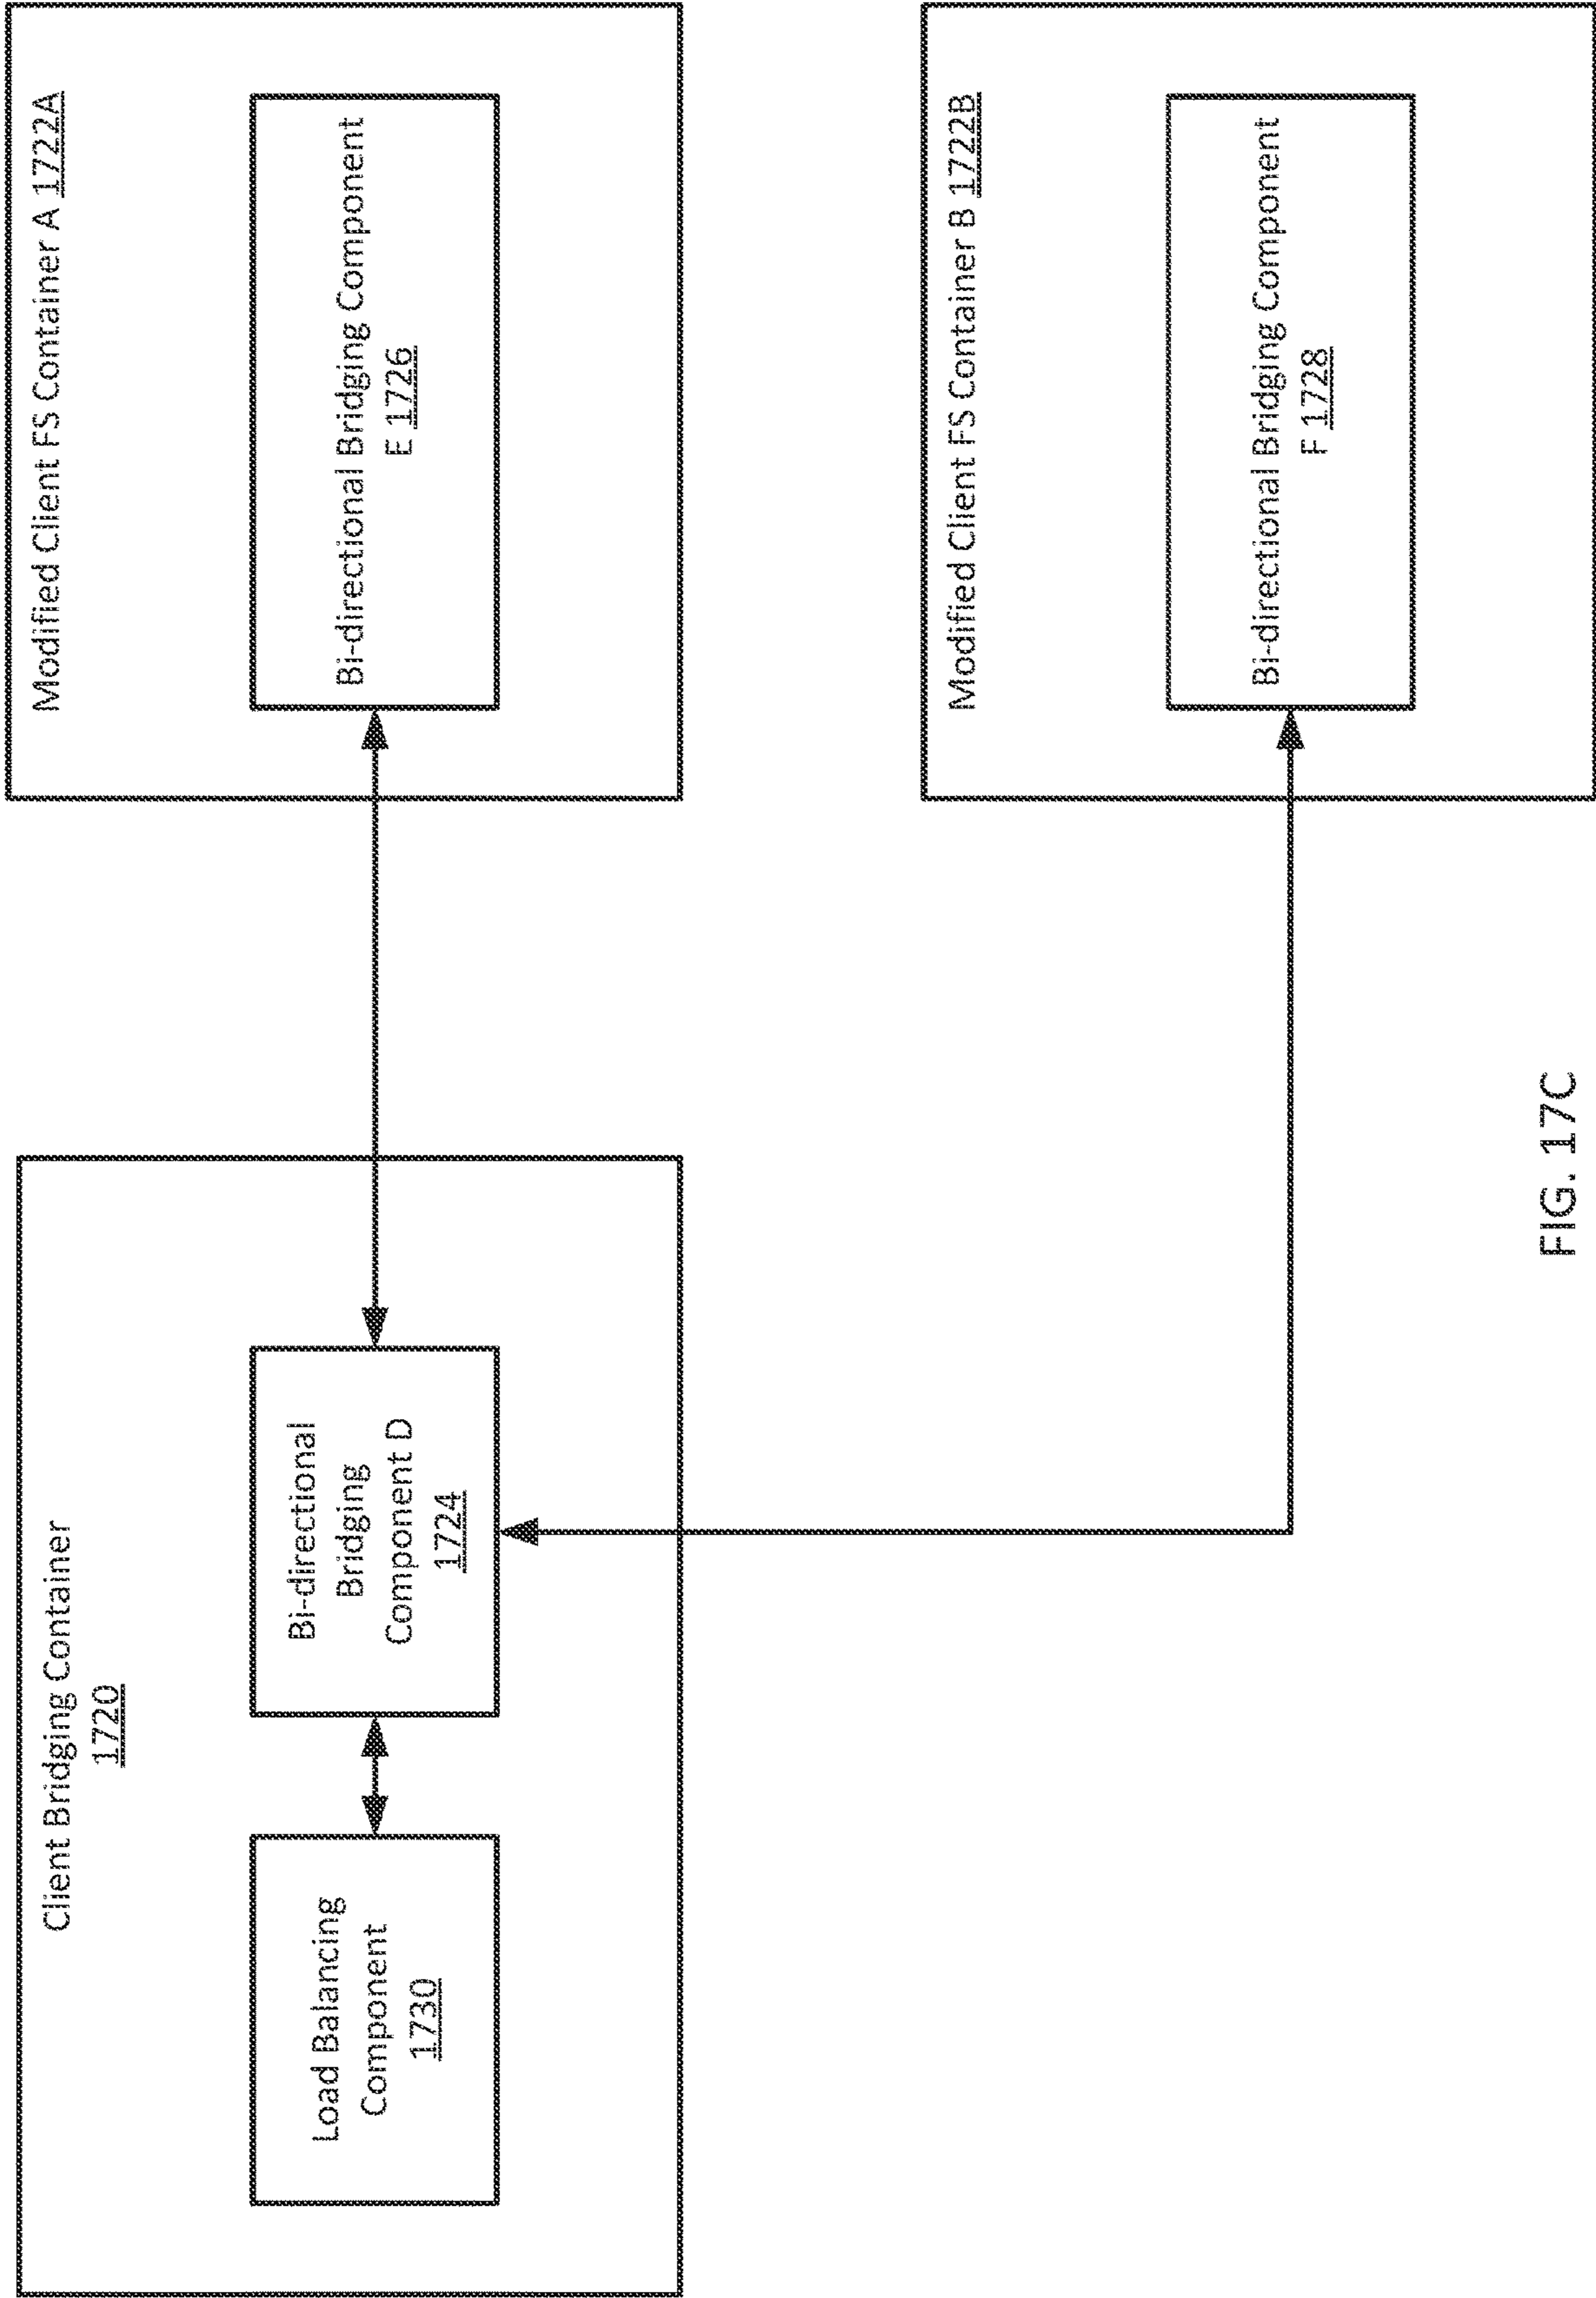 Client Bridging Container
1720
Load Balancing
Component
1730
Bi-directional
Bridging
Component D
1724
Modified Client FS Container A 1722A
Bi-directional Bridging Component
E 1726
Modified Client FS Container B 1722B
Bi-directional Bridging Component
F 1728
FIG. 17C